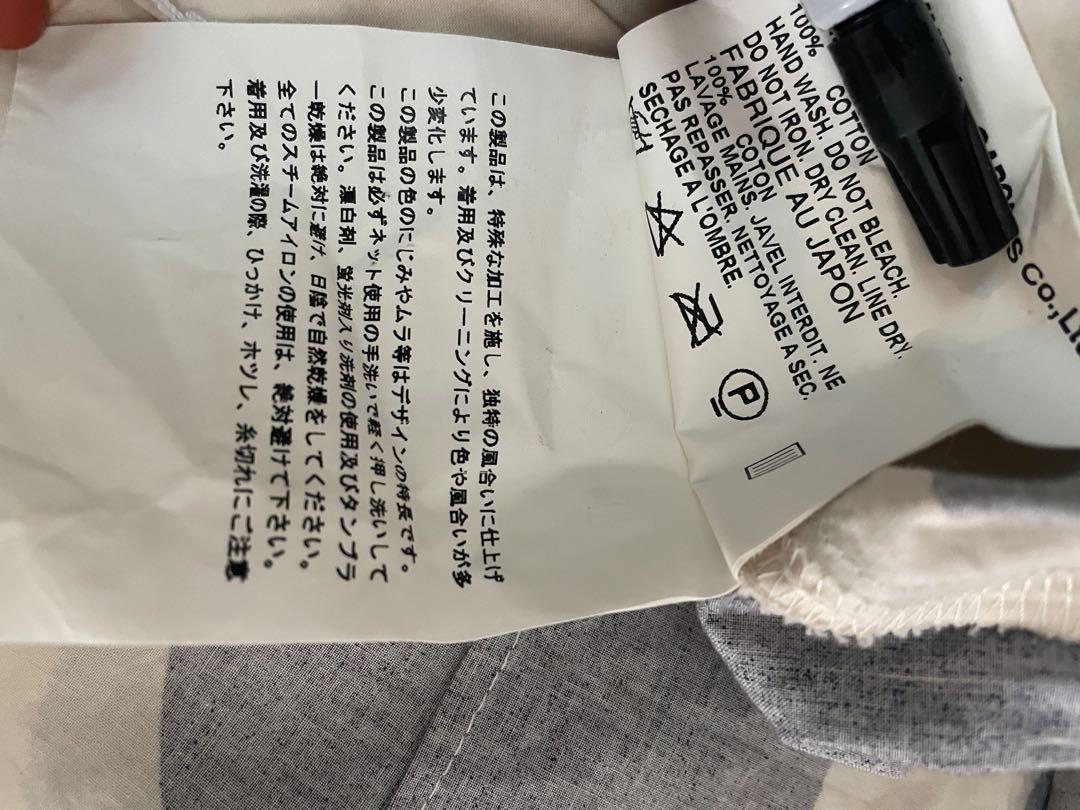 この製品は、特殊な加工を施し、独特の風合いに仕上げ
ています。着用及びクリーニングにより色や風合いが多
少変化します。
この製品の色のにじみやムラ等はデザインの特長です。
この製品は必ずネット使用の手洗いで軽く押し洗いして
ください。漂白剤、蛍光剤入り洗剤の使用及びタンブラ
ー乾燥は絶対に避け、日陰で自然乾燥をしてください。
全てのスチームアイロンの使用は、絶対避けて下さい。
着用及び洗濯の際、ひっかけ、ホツレ、糸切れにご注意
下さい。
S CO.,Lt
100% COTTON
HAND WASH. DO NOT BLEACH.
DO NOT IRON. DRY CLEAN. LINE DRY.
FABRIQUE AU JAPON
100% COTON
LAVAGE MAINS. JAVEL INTERDIT. NE
PAS REPASSER. NETTOYAGE A SEC.
SECHAGE A L'OMBRE.
P